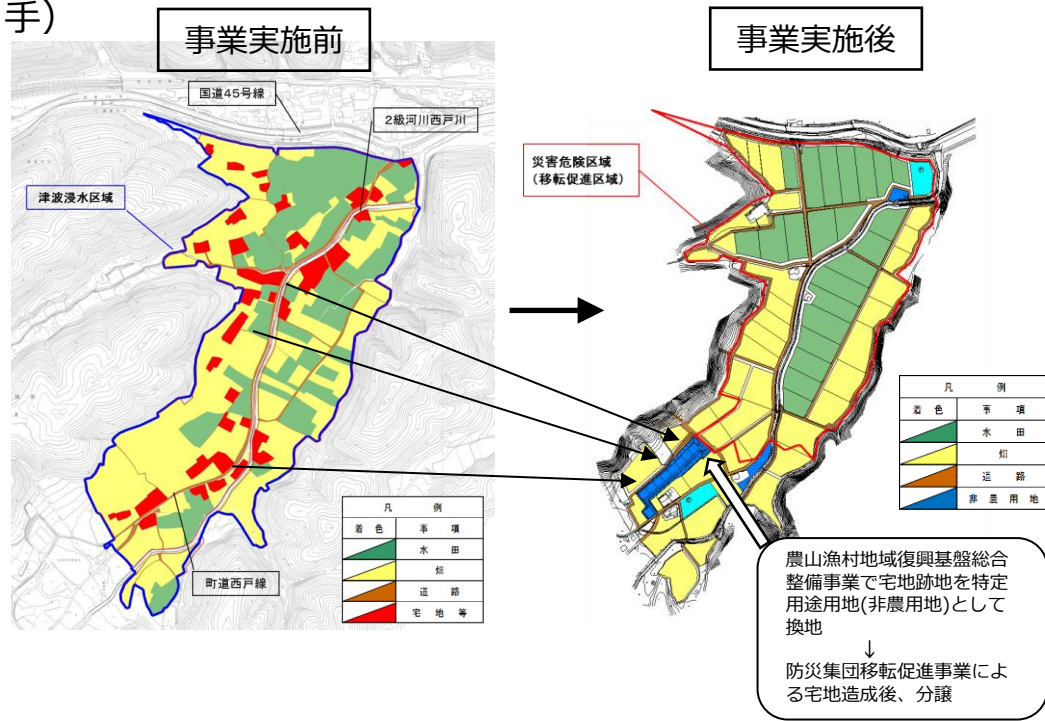 手）
事業実施前
事業実施後
国道45号線
2級河川西戸川
津波浸水区域
災害危険区域
（移転促進区域）
町道西戸線
凡 例
着 色 事 項
水 田
畑
道 路
宅 地 等
凡 例
着 色 事 項
水 田
畑
道 路
非 農 用 地
農山漁村地域復興基盤総合
整備事業で宅地跡地を特定
用途用地(非農用地)として
換地
↓
防災集団移転促進事業によ
る宅地造成後、分譲